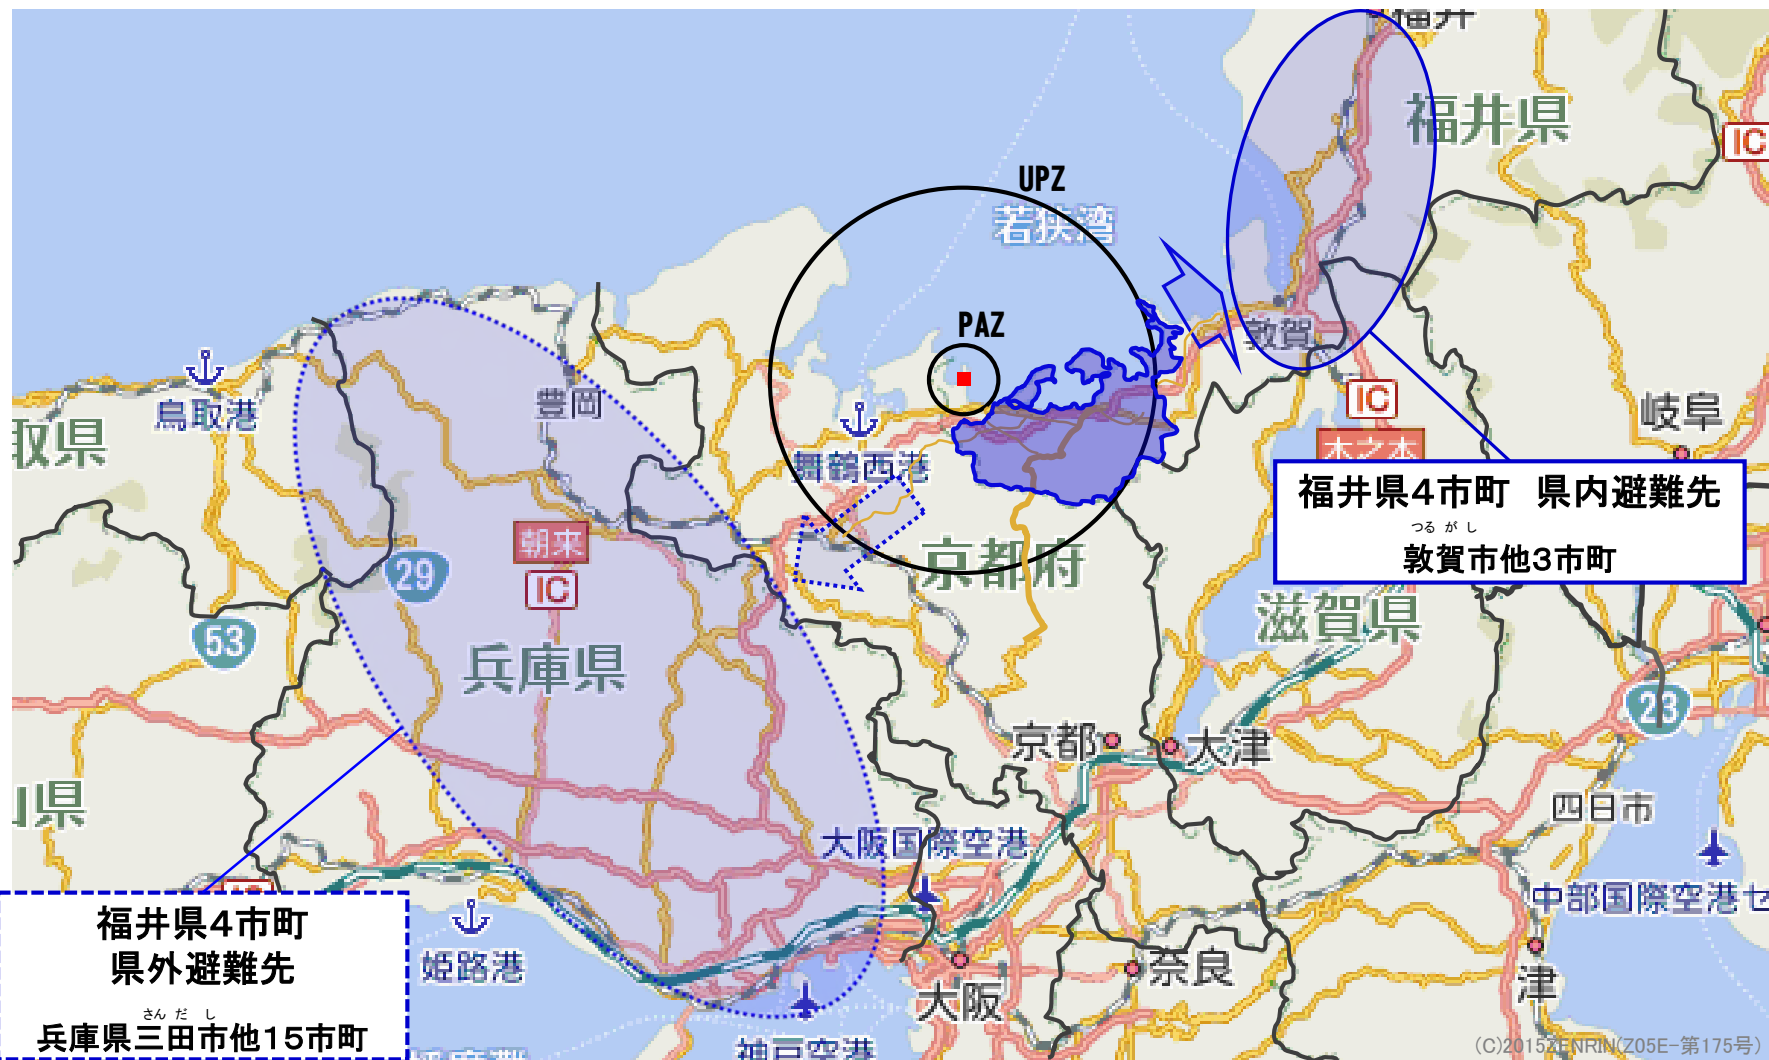 福井
福井県
IC
UPZ
若狭湾
PAZ
敦賀
鳥取港
豊岡
IC
岐阜
取県
木之本
舞鶴西港
福井県4市町 県内避難先
つるがし
敦賀市他3市町
朝来
IC
29
京都府
53
滋賀県
兵庫県
23
京都
大津
山県
四日市
大阪国際空港
中部国際空港セ
福井県4市町
県外避難先
さんだし
兵庫県三田市他15市町
姫路港
大阪
奈良
津
神戸空港
(C)2015ZENRIN(Z05E-第175号)